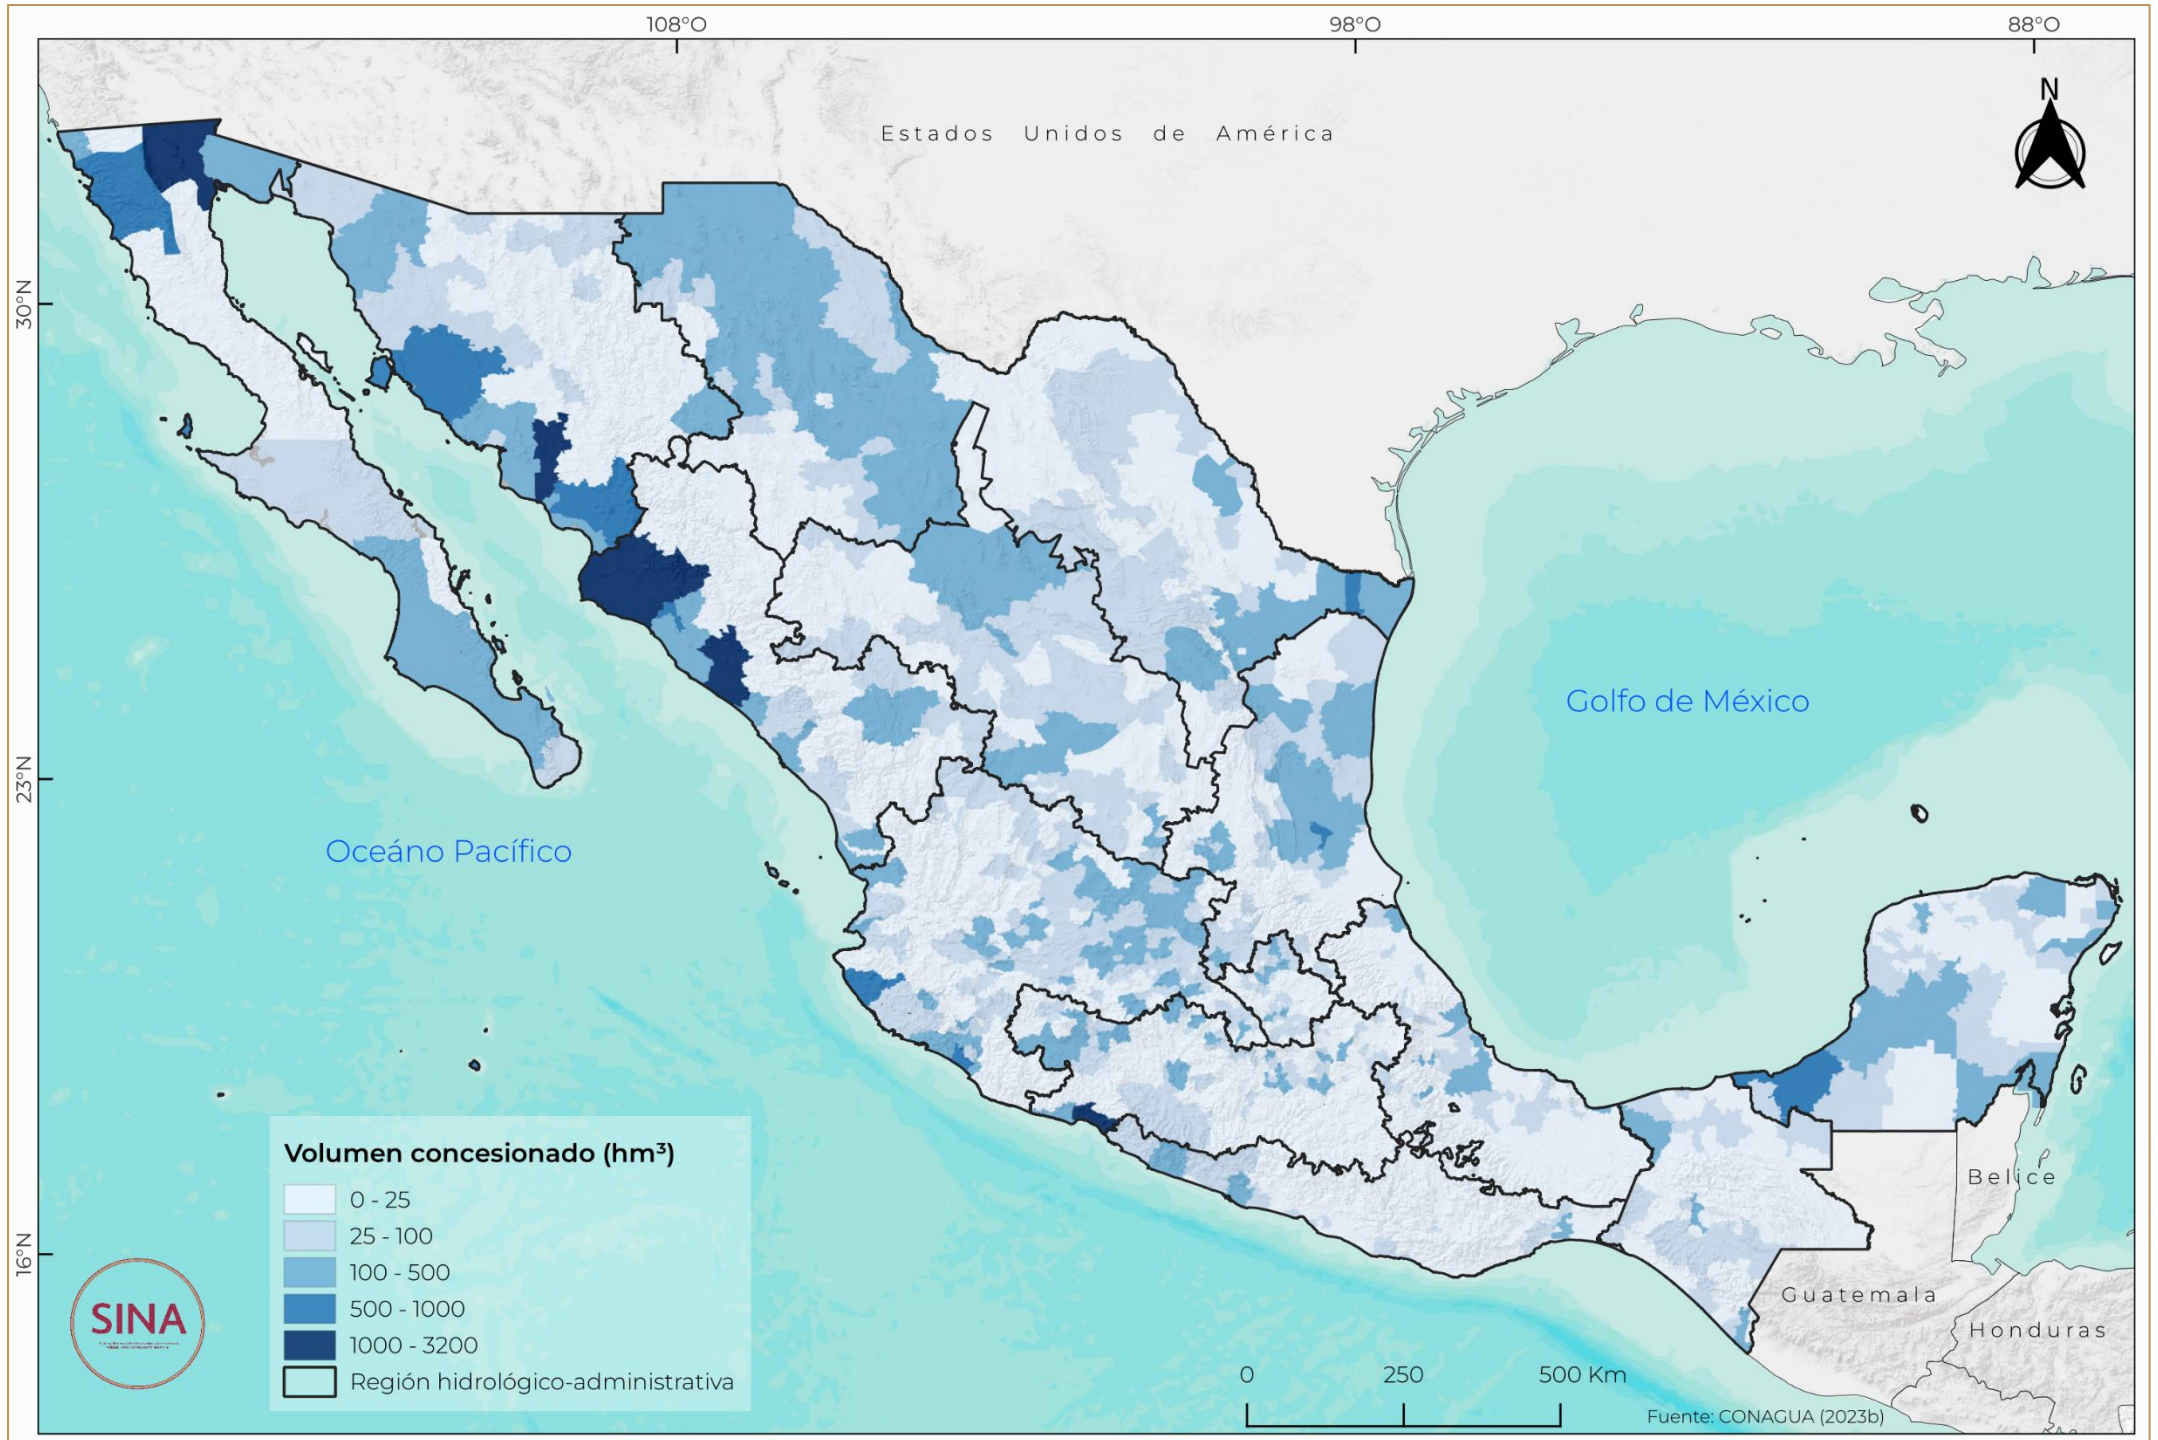 108°O
98°O
88°O
N
Estados Unidos de América
30°N
23°N
16°N
Golfo de México
Oceáno Pacífico
Belice
Guatemala
Honduras
Volumen concesionado (hm³)
0 - 25
25 - 100
100 - 500
500 - 1000
1000 - 3200
Región hidrológico-administrativa
SINA
0 250 500 Km
Fuente: CONAGUA (2023b)